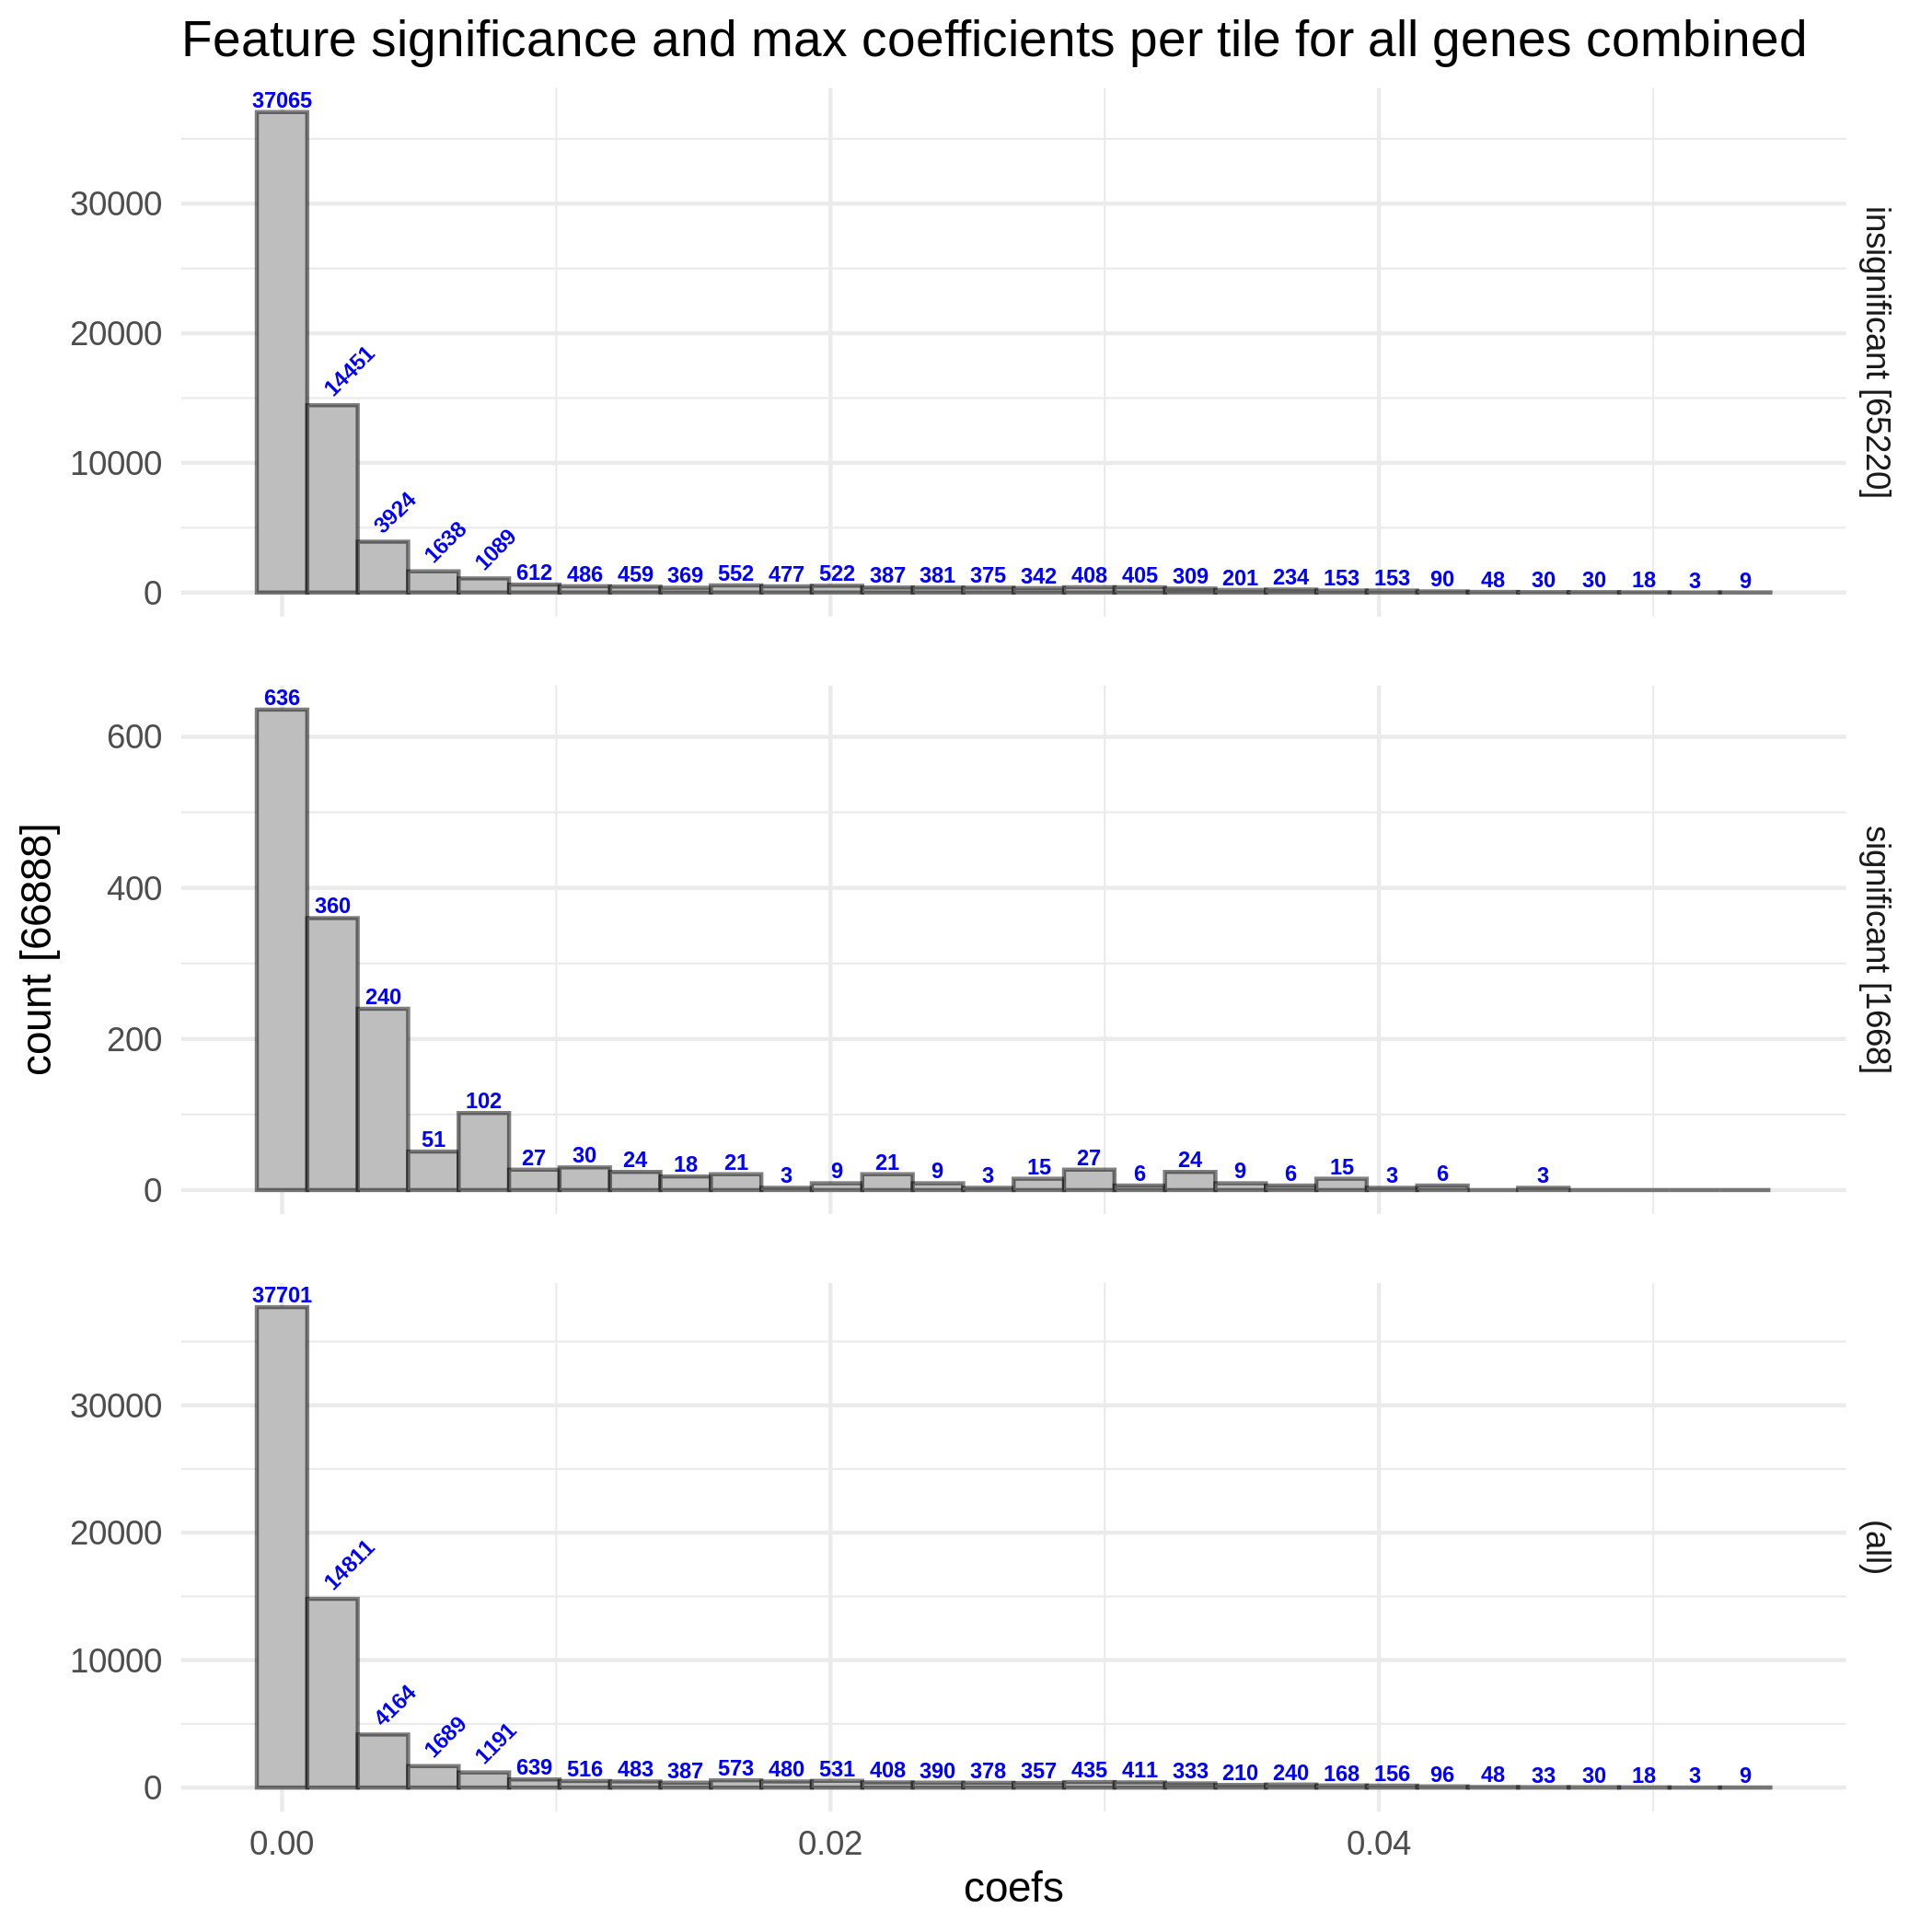 Feature significance and max coefficients per tile for all genes combined
37065
30000
20000
10000
0
14451
3924
1638
1089
612 486 459 369 552 477 522 387 381 375 342 408 405 309 201 234 153 153 90 48 30 30 18 3 9
insignificant [65220]
636
600
400
200
0
360
240
51
102
27 30 24 18 21 3 9 21 9 3 15 27 6 24 9 6 15 3 6 3
significant [1668]
count [66888]
37701
30000
20000
10000
0
14811
4164
1689
1191
639 516 483 387 573 480 531 408 390 378 357 435 411 333 210 240 168 156 96 48 33 30 18 3 9
(all)
0.00 0.02 0.04
coefs